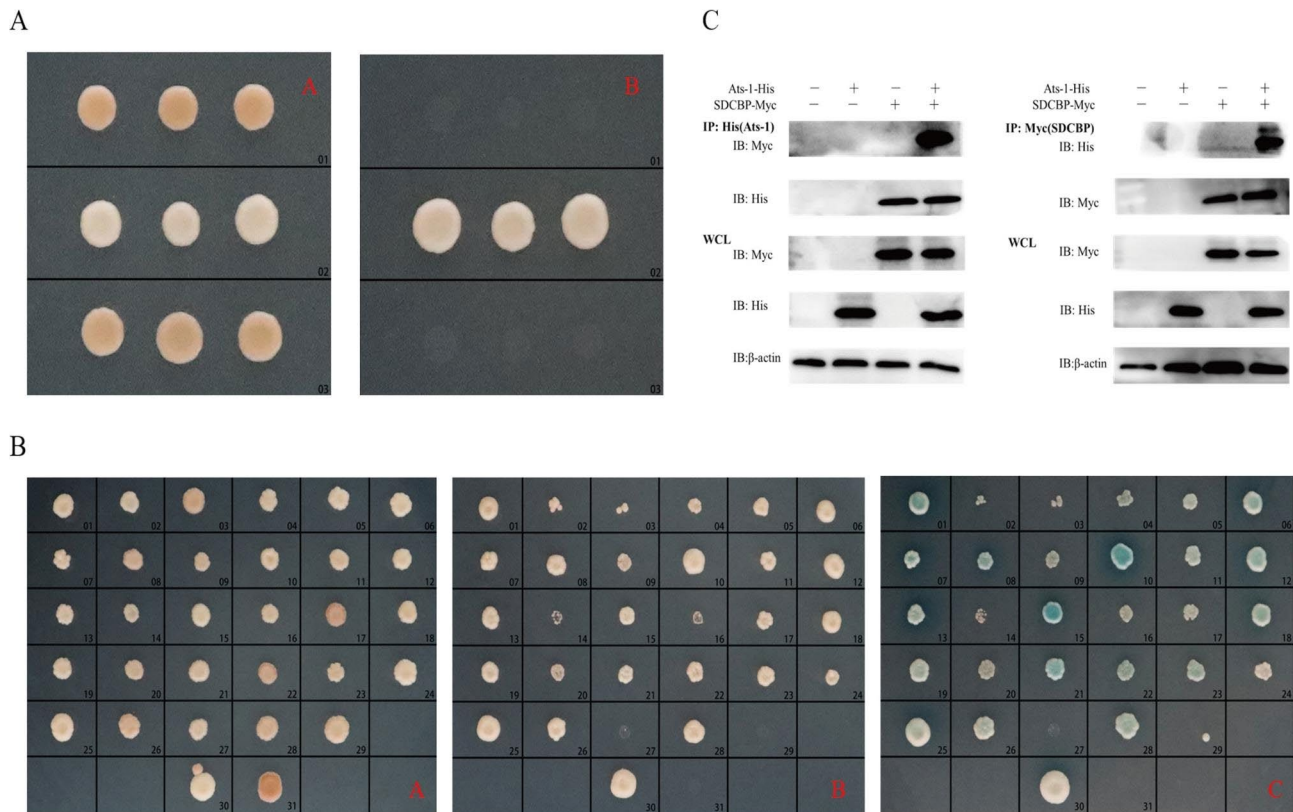 A
A
01
02
03
B
01
02
03
C
Ats-1-His − + − +
SDCBP-Myc − − + +
IP: His(Ats-1)
IB: Myc
IB: His
WCL
IB: Myc
IB: His
IB:β-actin
Ats-1-His − + − +
SDCBP-Myc − − + +
IP: Myc(SDCBP)
IB: His
IB: Myc
WCL
IB: Myc
IB: His
IB:β-actin
B
01 02 03 04 05 06
07 08 09 10 11 12
13 14 15 16 17 18
19 20 21 22 23 24
25 26 27 28 29
30 31
A
01 02 03 04 05 06
07 08 09 10 11 12
13 14 15 16 17 18
19 20 21 22 23 24
25 26 27 28 29
30 31
B
01 02 03 04 05 06
07 08 09 10 11 12
13 14 15 16 17 18
19 20 21 22 23 24
25 26 27 28 29
30 31
C